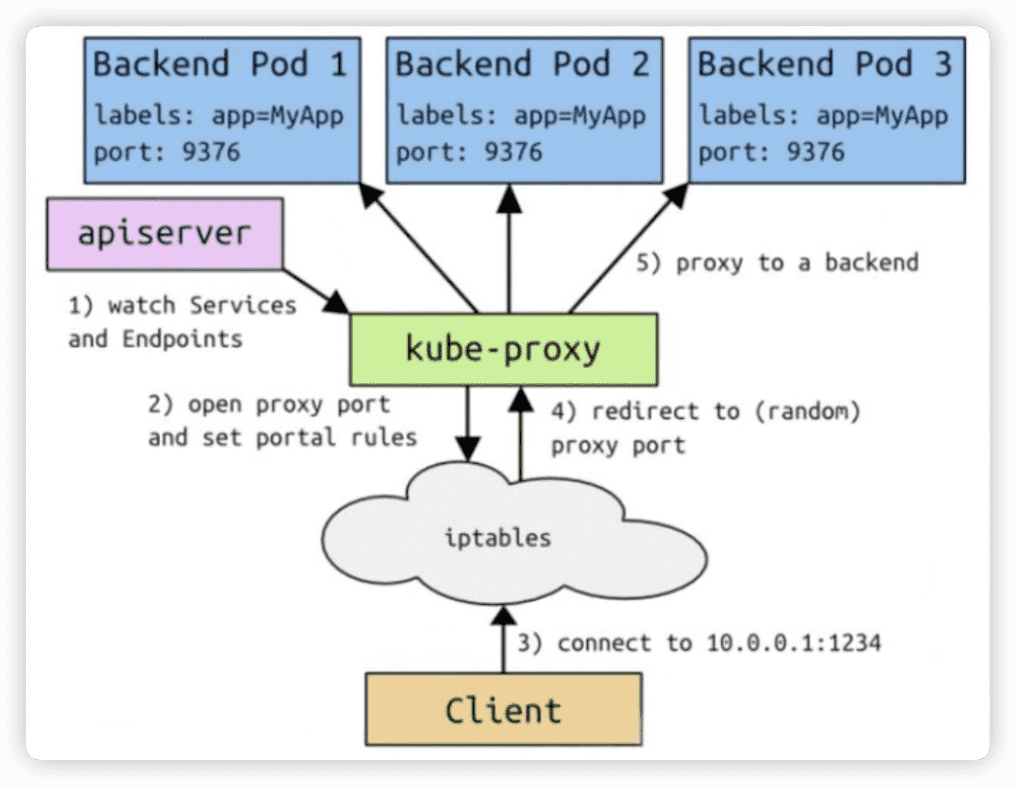 Backend Pod 1
labels: app=MyApp
port: 9376
Backend Pod 2
labels: app=MyApp
port: 9376
Backend Pod 3
labels: app=MyApp
port: 9376
apiserver
1) watch Services
and Endpoints
5) proxy to a backend
kube-proxy
2) open proxy port
and set portal rules
4) redirect to (random)
proxy port
iptables
3) connect to 10.0.0.1:1234
Client